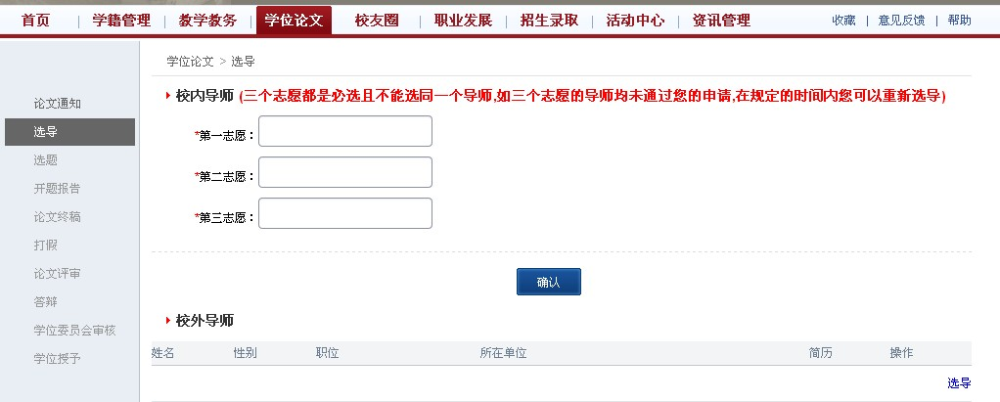 首页 学籍管理 教学教务 学位论文 校友圈 职业发展 招生录取 活动中心 资讯管理 收藏 意见反馈 帮助
学位论文 > 选导
论文通知
选导
选题
开题报告
论文终稿
打假
论文评审
答辩
学位委员会审核
学位授予
校内导师 (三个志愿都是必选且不能选同一个导师,如三个志愿的导师均未通过您的申请,在规定的时间内您可以重新选导)
*第一志愿：
*第二志愿：
*第三志愿：
确认
校外导师
姓名 性别 职位 所在单位 简历 操作
选导